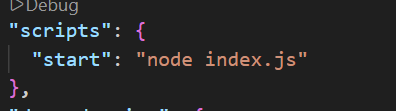 Debug
"scripts": {
"start": "node index.js"
},